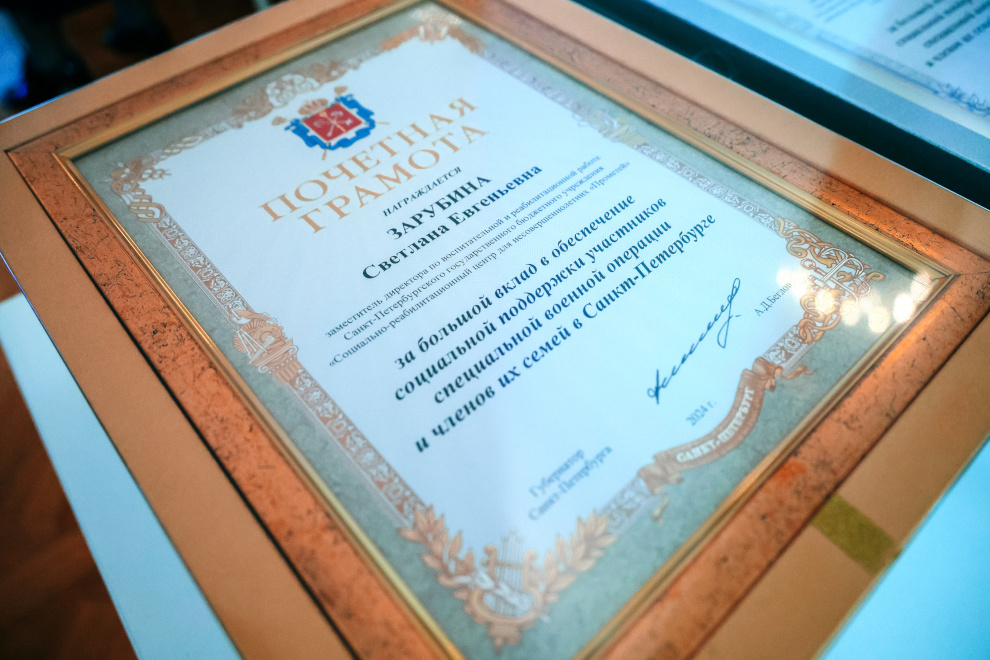 ПОЧЕТНАЯ
ГРАМОТА
НАГРАЖДАЕТСЯ
ЗАРУБИНА
Светлана Евгеньевна
заместитель директора по воспитательной и реабилитационной работе
Санкт-Петербургского государственного бюджетного учреждения
«Социально-реабилитационный центр для несовершеннолетних «Прометей»
за большой вклад в обеспечение
социальной поддержки участников
специальной военной операции
и членов их семей в Санкт-Петербурге
Губернатор
Санкт-Петербурга
А.Д.Беглов
2024 г.
САНКТ-ПЕТЕРБУРГ